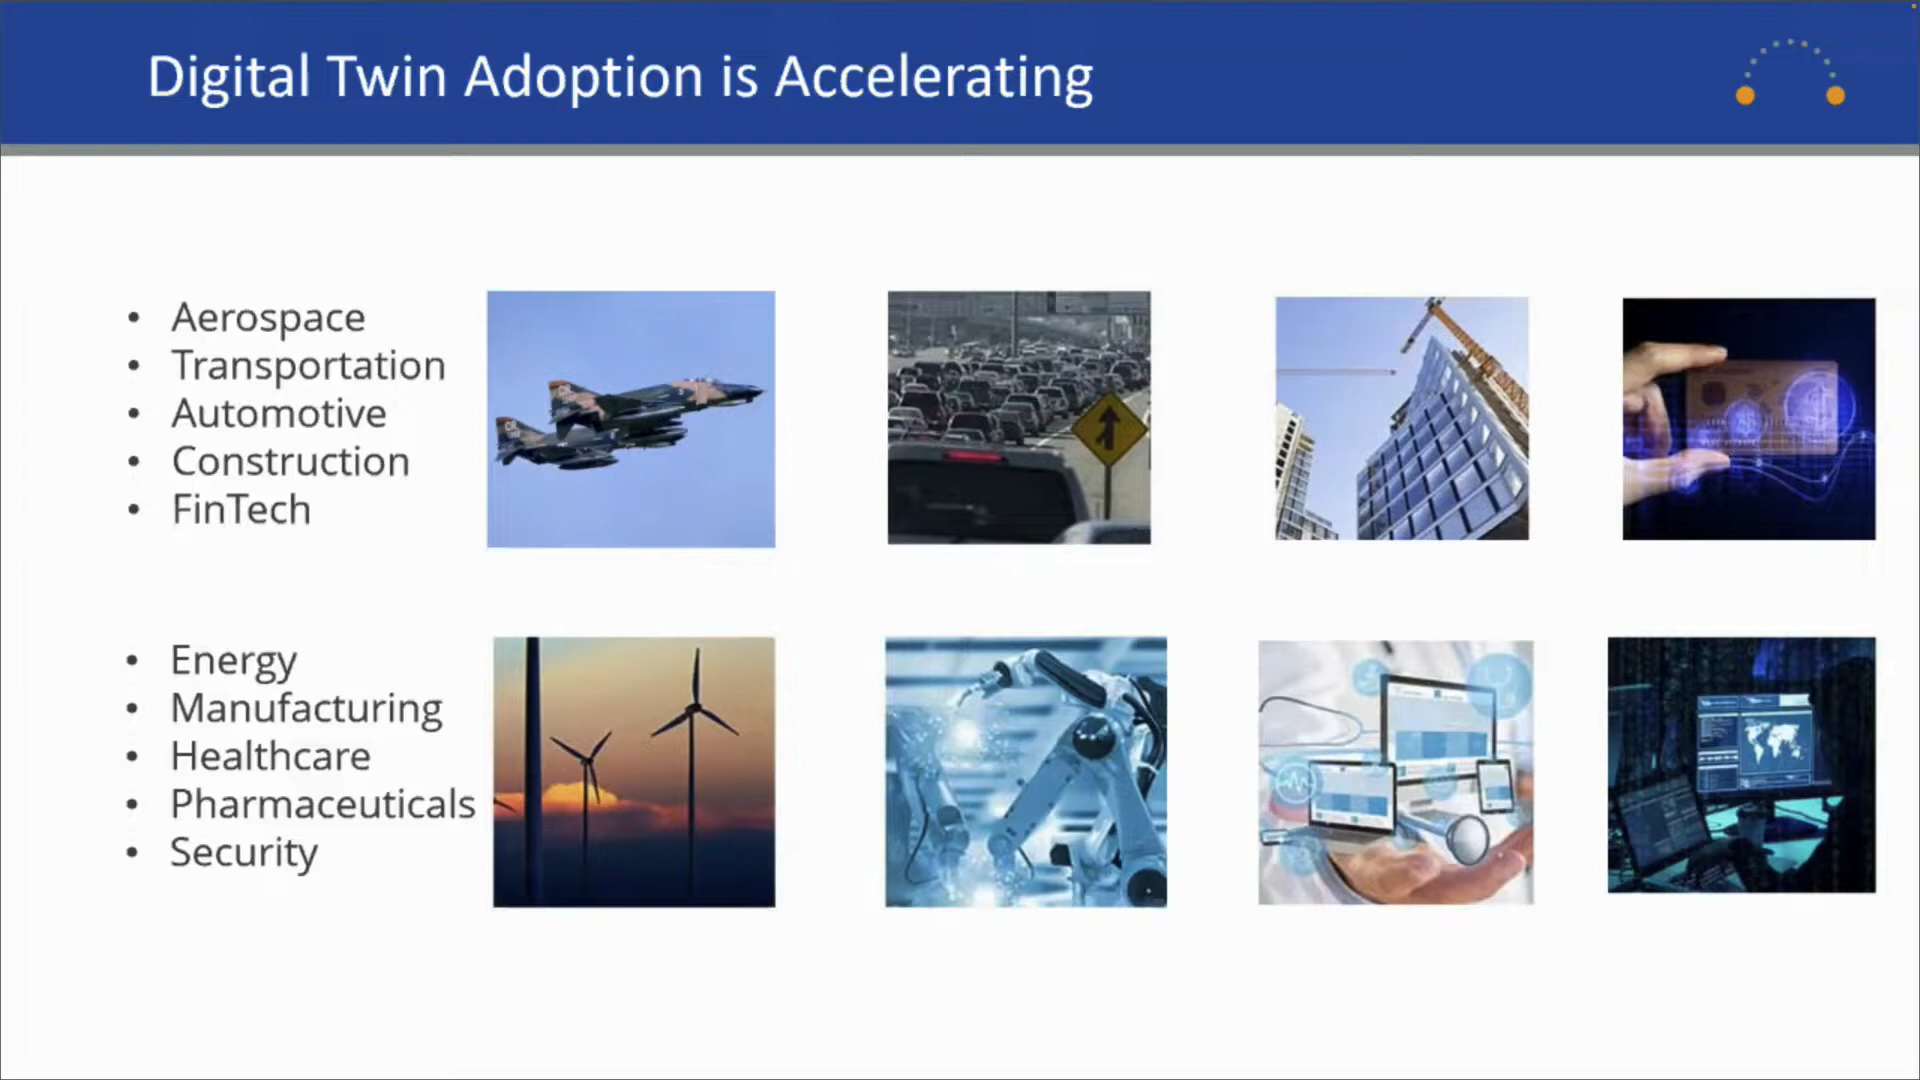 Digital Twin Adoption is Accelerating
• Aerospace
• Transportation
• Automotive
• Construction
• FinTech
• Energy
• Manufacturing
• Healthcare
• Pharmaceuticals
• Security